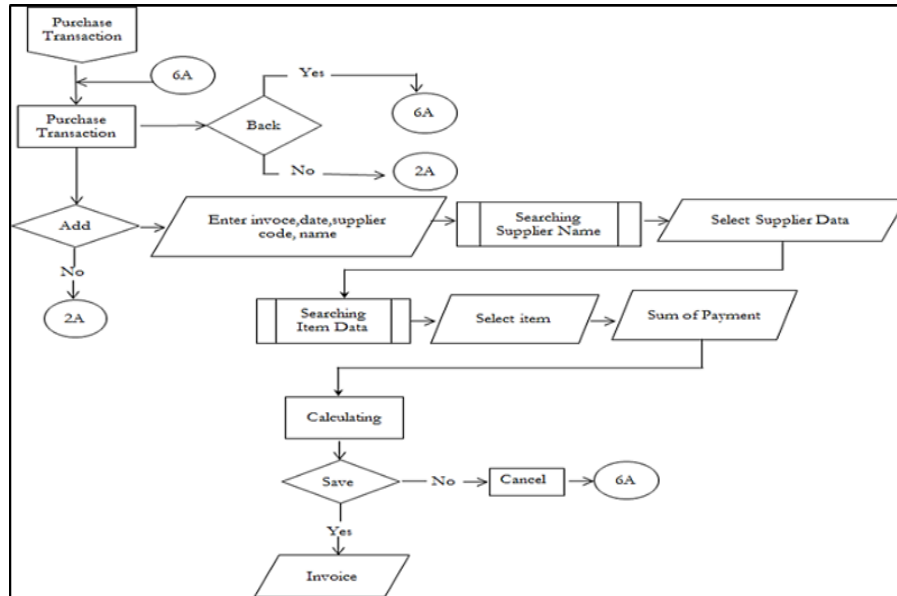 Purchase
Transaction
6A
Yes
Purchase
Transaction
Back
6A
No
2A
Add
Enter invoce,date,supplier
code, name
Searching
Supplier Name
Select Supplier Data
No
2A
Searching
Item Data
Select item
Sum of Payment
Calculating
Save
No
Cancel
6A
Yes
Invoice